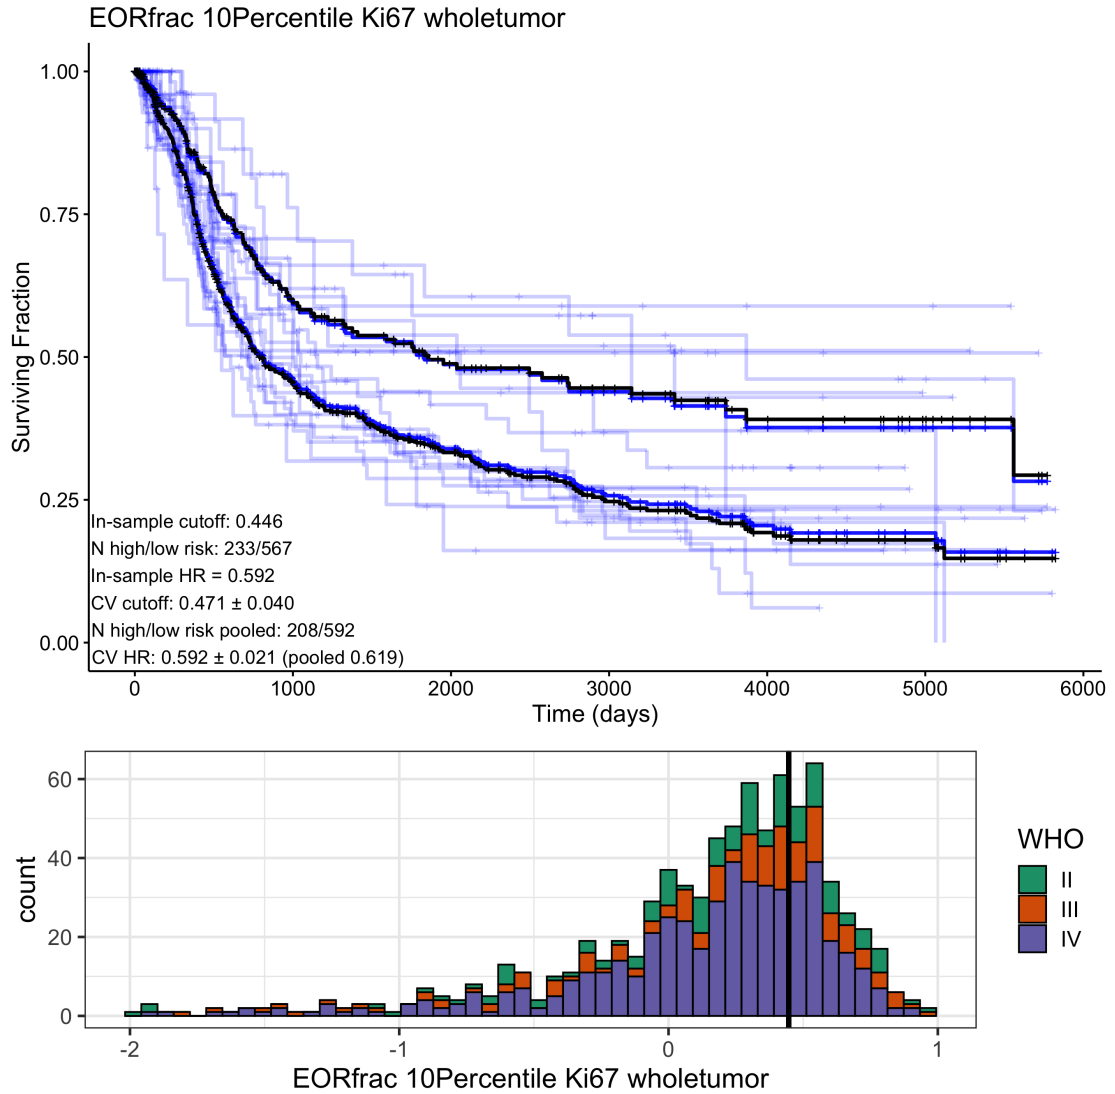 EORfrac 10Percentile Ki67 wholetumor
Surviving Fraction
1.00
0.75
0.50
0.25
0.00
In-sample cutoff: 0.446
N high/low risk: 233/567
In-sample HR = 0.592
CV cutoff: 0.471 ± 0.040
N high/low risk pooled: 208/592
CV HR: 0.592 ± 0.021 (pooled 0.619)
0 1000 2000 3000 4000 5000 6000
Time (days)
count
60
40
20
0
-2 -1 0 1
EORfrac 10Percentile Ki67 wholetumor
WHO
II
III
IV